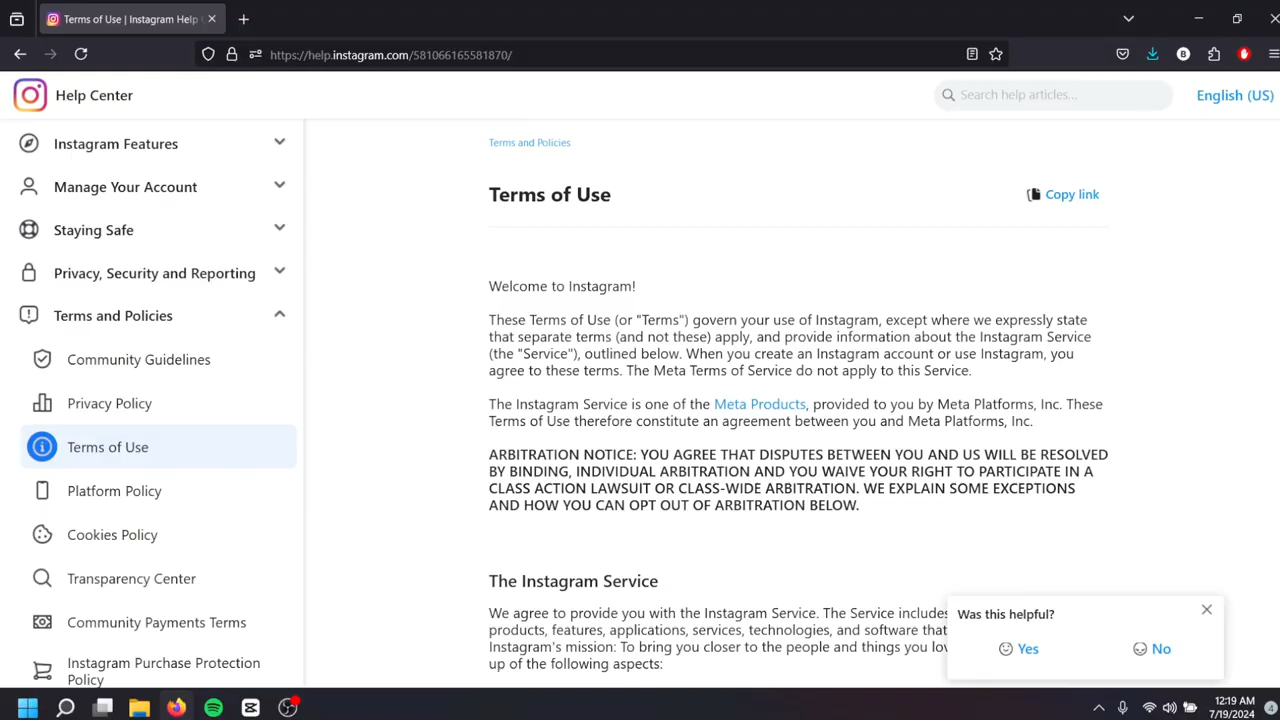 Terms of Use | Instagram Help C
https://help.instagram.com/581066165581870/
B
Help Center
Search help articles...
English (US)
Instagram Features
Manage Your Account
Staying Safe
Privacy, Security and Reporting
Terms and Policies
Community Guidelines
Privacy Policy
Terms of Use
Platform Policy
Cookies Policy
Transparency Center
Community Payments Terms
Instagram Purchase Protection
Policy
Terms and Policies
Terms of Use
Copy link
Welcome to Instagram!
These Terms of Use (or "Terms") govern your use of Instagram, except where we expressly state
that separate terms (and not these) apply, and provide information about the Instagram Service
(the "Service"), outlined below. When you create an Instagram account or use Instagram, you
agree to these terms. The Meta Terms of Service do not apply to this Service.
The Instagram Service is one of the Meta Products, provided to you by Meta Platforms, Inc. These
Terms of Use therefore constitute an agreement between you and Meta Platforms, Inc.
ARBITRATION NOTICE: YOU AGREE THAT DISPUTES BETWEEN YOU AND US WILL BE RESOLVED
BY BINDING, INDIVIDUAL ARBITRATION AND YOU WAIVE YOUR RIGHT TO PARTICIPATE IN A
CLASS ACTION LAWSUIT OR CLASS-WIDE ARBITRATION. WE EXPLAIN SOME EXCEPTIONS
AND HOW YOU CAN OPT OUT OF ARBITRATION BELOW.
The Instagram Service
We agree to provide you with the Instagram Service. The Service includes
products, features, applications, services, technologies, and software that
Instagram's mission: To bring you closer to the people and things you lov
up of the following aspects:
Was this helpful?
Yes
No
12:19 AM
7/19/2024
4